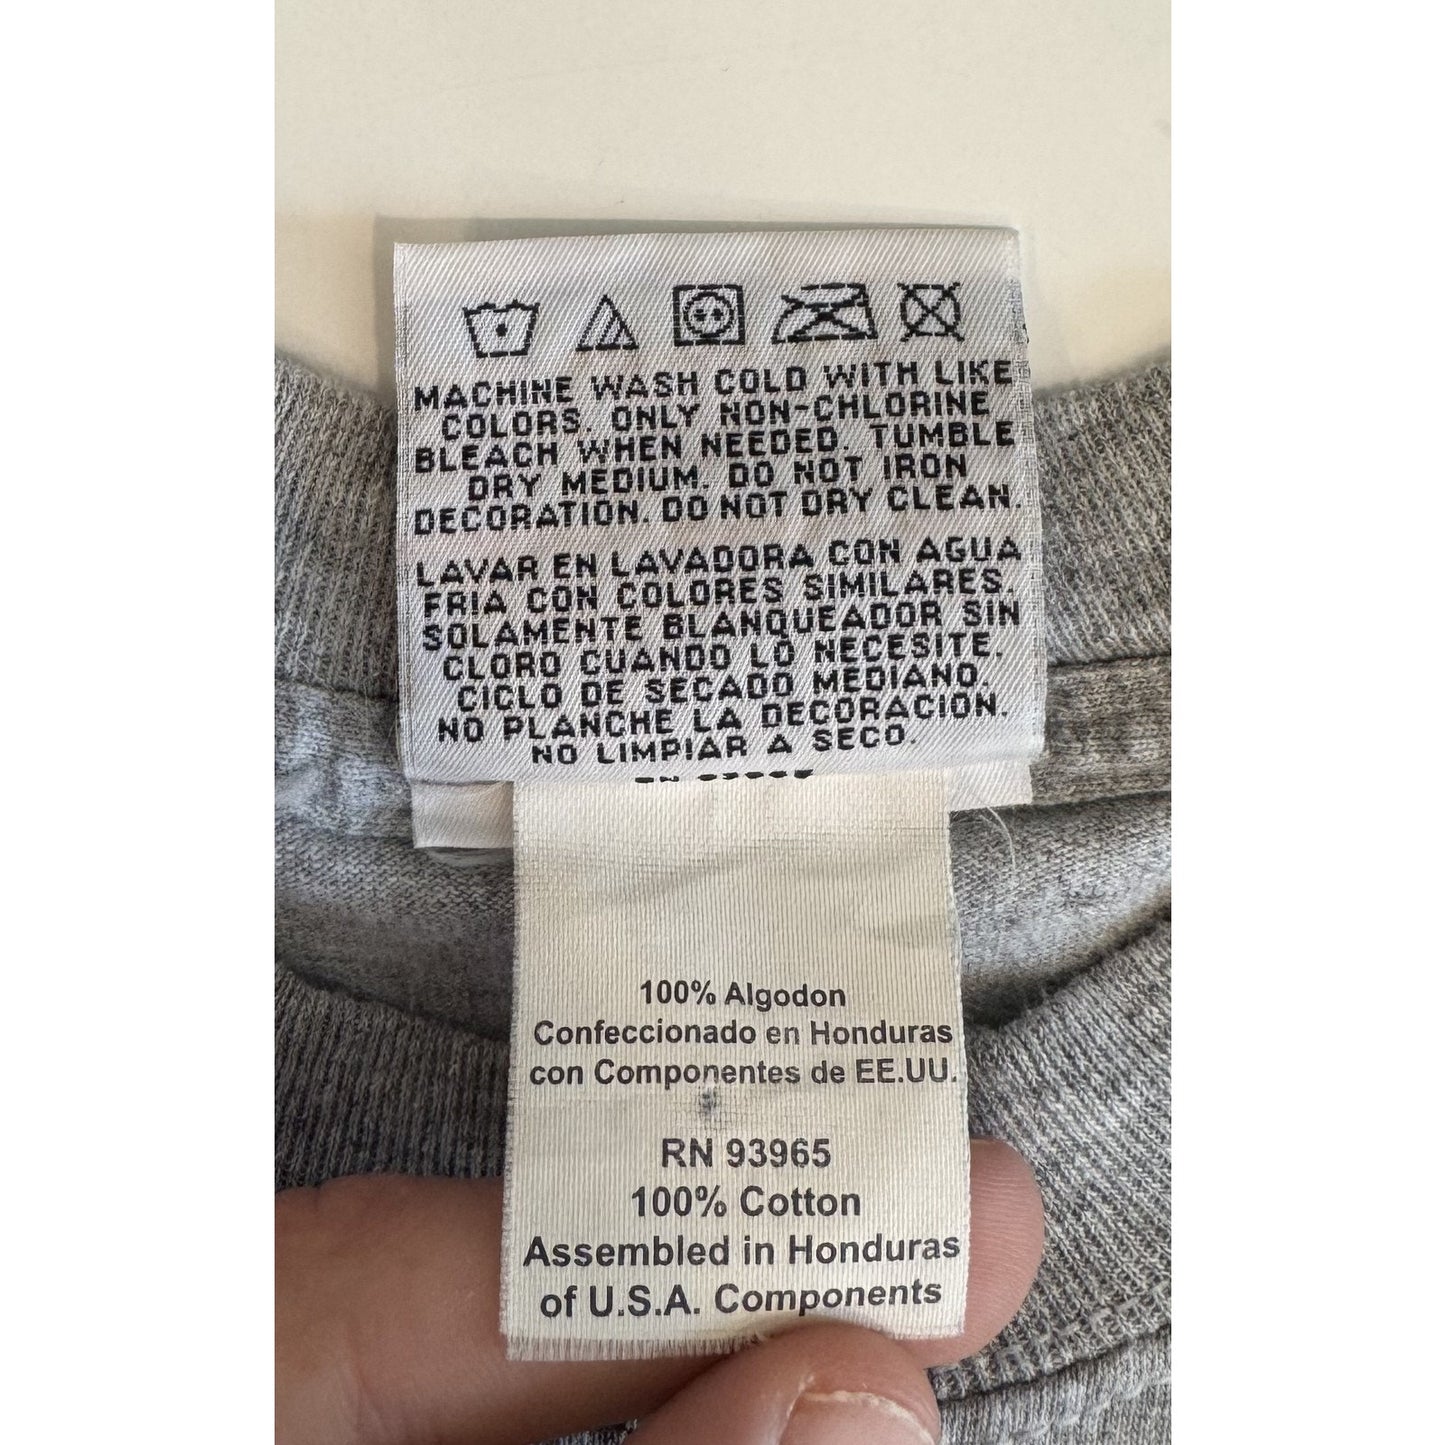 MACHINE WASH COLD WITH LIKE
COLORS. ONLY NON-CHLORINE
BLEACH WHEN NEEDED. TUMBLE
DRY MEDIUM. DO NOT IRON
DECORATION. DO NOT DRY CLEAN.
LAVAR EN LAVADORA CON AGUA
FRIA CON COLORES SIMILARES.
SOLAMENTE BLANQUEADOR SIN
CLORO CUANDO LO NECESITE.
CICLO DE SECADO MEDIANO.
NO PLANCHE LA DECORACION.
NO LIMPIAR A SECO.
100% Algodon
Confeccionado en Honduras
con Componentes de EE.UU.
RN 93965
100% Cotton
Assembled in Honduras
of U.S.A. Components